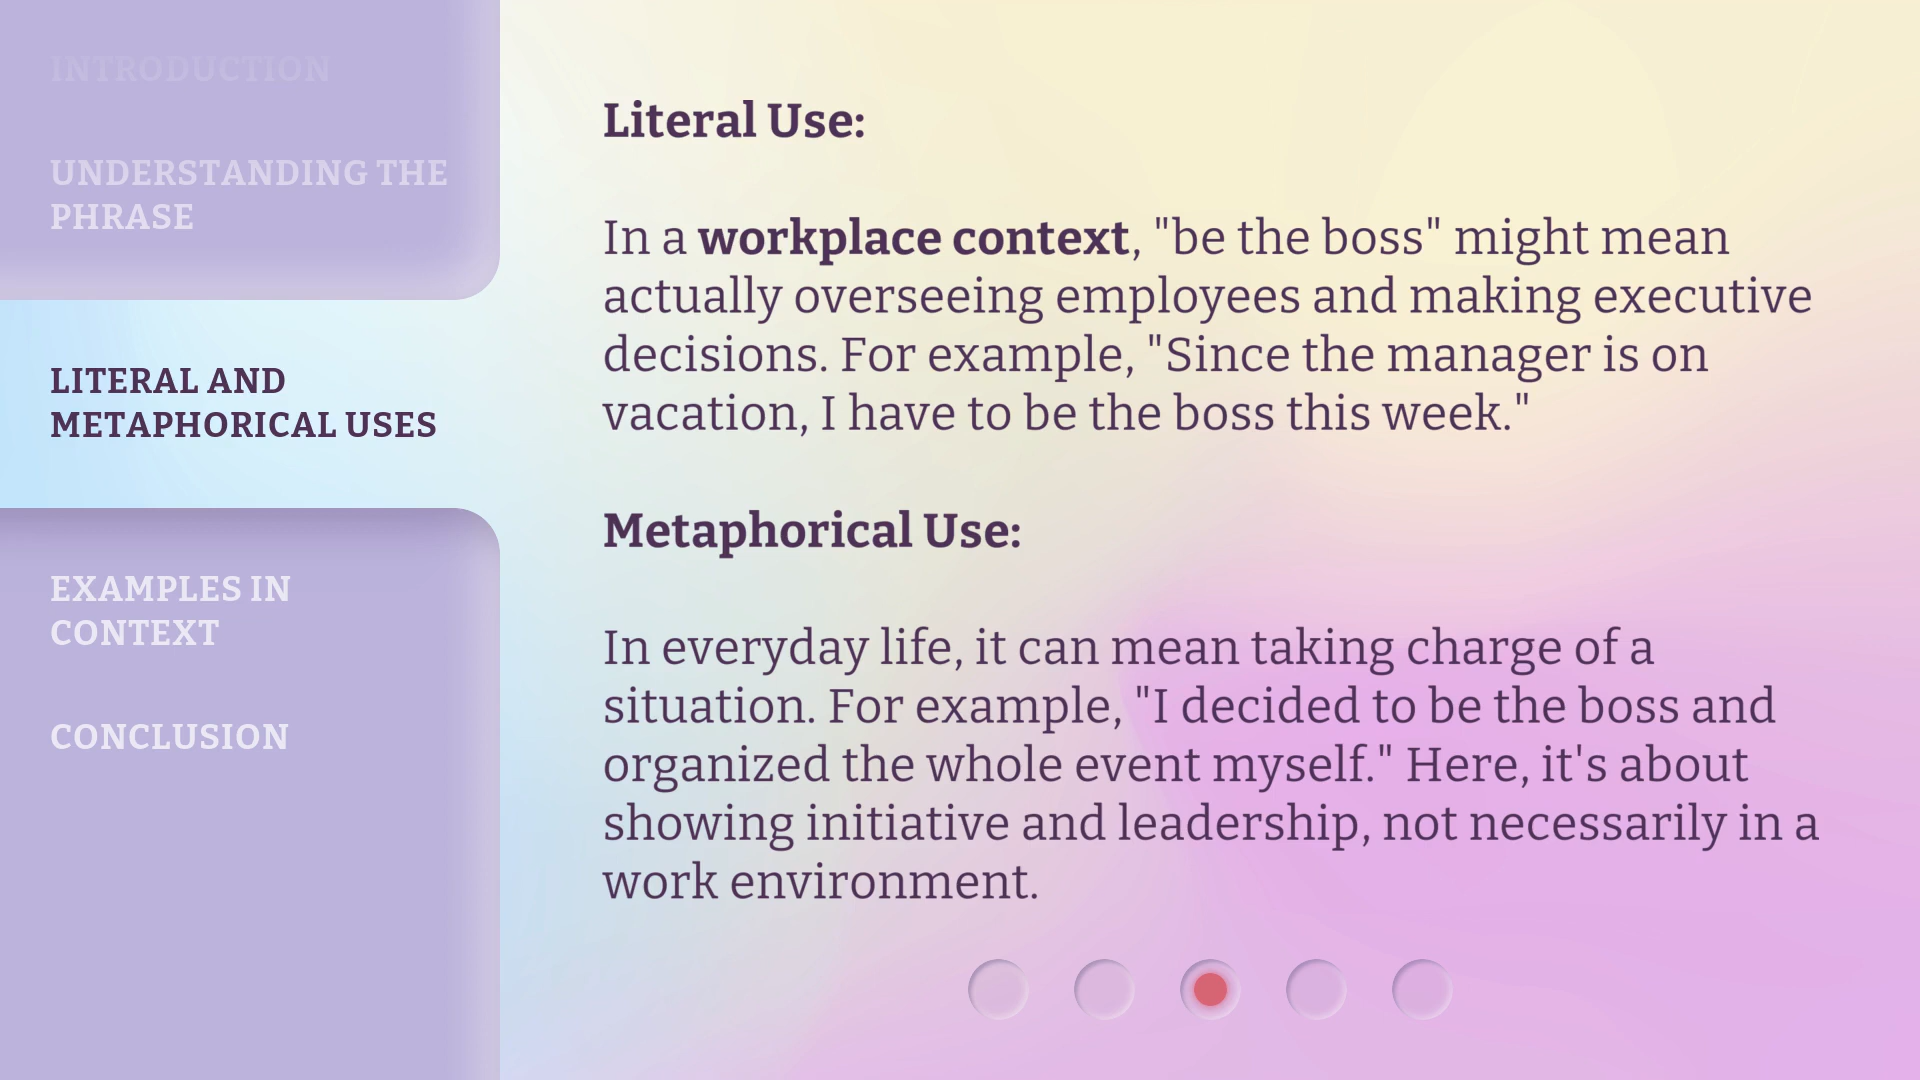 INTRODUCTION
UNDERSTANDING THE
PHRASE
LITERAL AND
METAPHORICAL USES
EXAMPLES IN
CONTEXT
CONCLUSION
Literal Use:
In a workplace context, "be the boss" might mean
actually overseeing employees and making executive
decisions. For example, "Since the manager is on
vacation, I have to be the boss this week."
Metaphorical Use:
In everyday life, it can mean taking charge of a
situation. For example, "I decided to be the boss and
organized the whole event myself." Here, it's about
showing initiative and leadership, not necessarily in a
work environment.